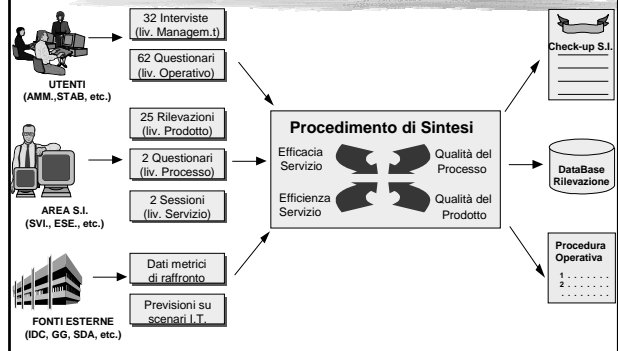 32 Interviste
(liv. Managem.t)
62 Questionari
(liv. Operativo)
UTENTI
(AMM.,STAB, etc.)
25 Rilevazioni
(liv. Prodotto)
2 Questionari
(liv. Processo)
2 Sessioni
(liv. Servizio)
AREA S.I.
(SVI., ESE., etc.)
Dati metrici
di raffronto
Previsioni su
scenari I.T.
FONTI ESTERNE
(IDC, GG, SDA, etc.)
Procedimento di Sintesi
Efficacia
Servizio
Qualità del
Processo
Efficienza
Servizio
Qualità del
Prodotto
Check-up S.I.
DataBase
Rilevazione
Procedura
Operativa
1 . . . . . . .
2 . . . . . . .
. . . . . . . .